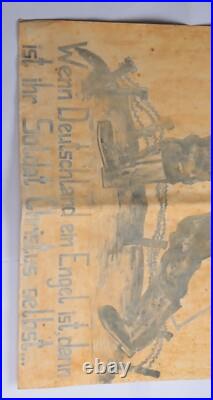 Wenn Deutschland ein Engel ist, dann
ist ihr Soldat Christus selbst...